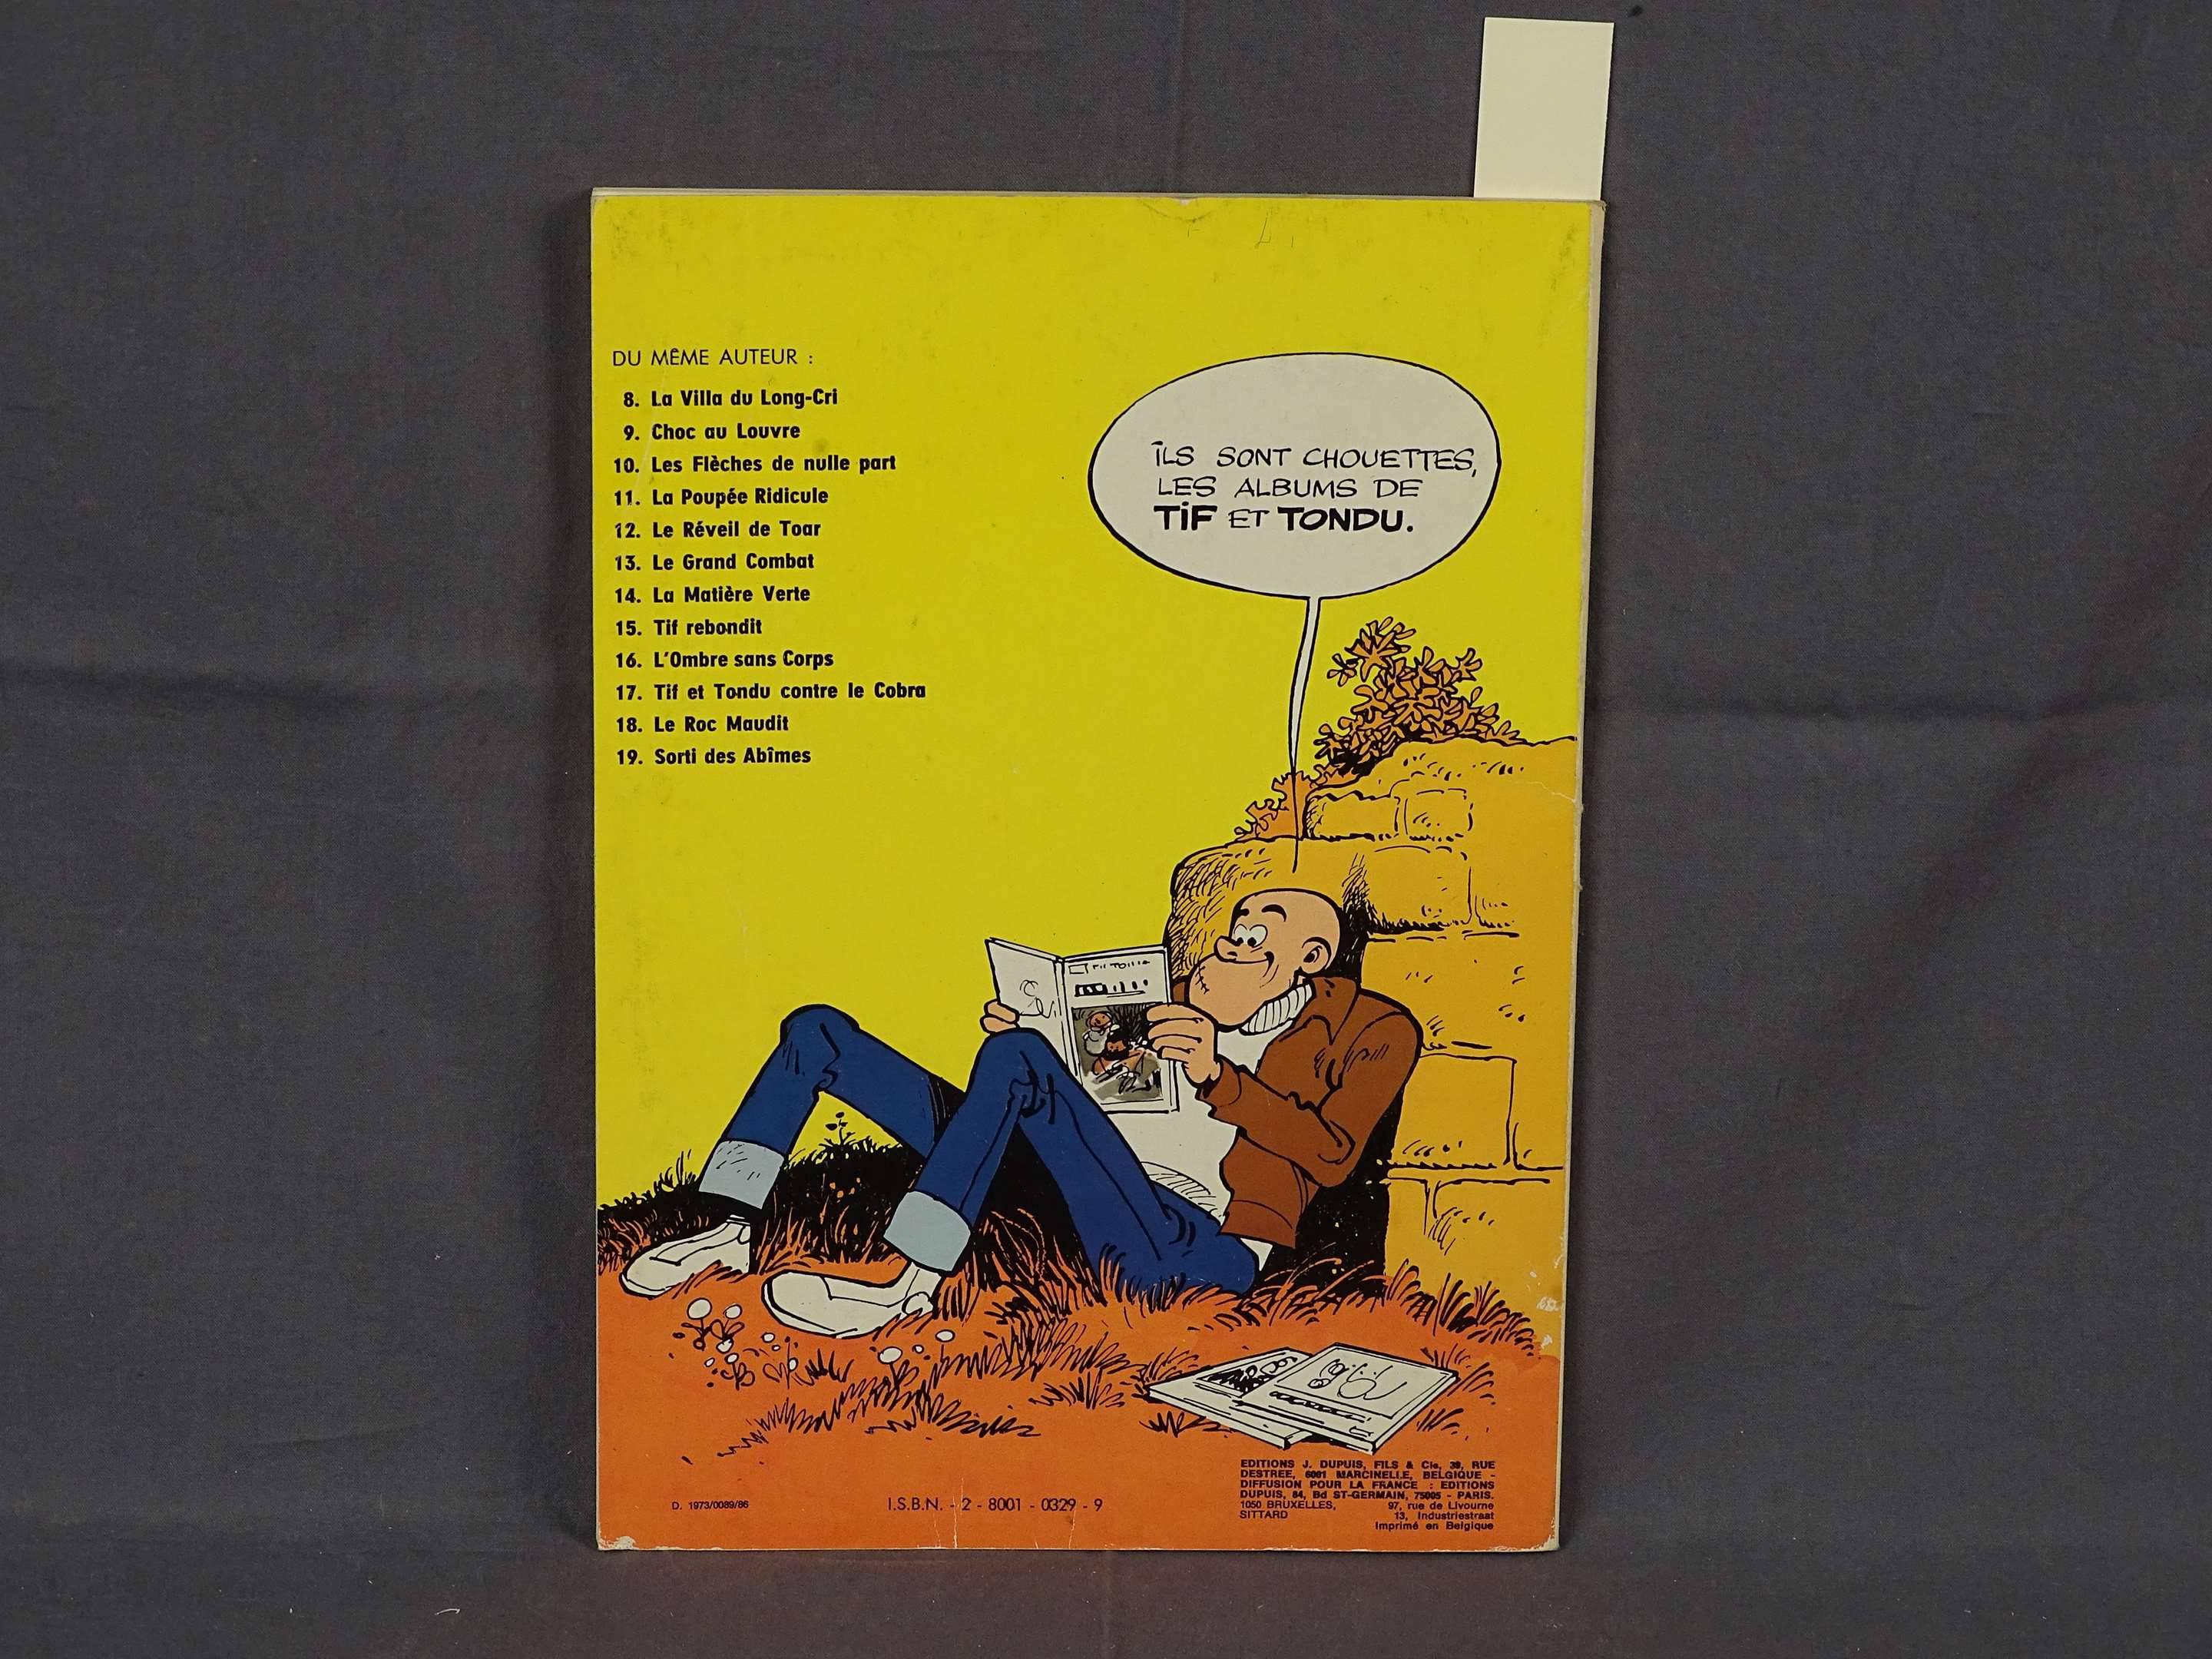 DU MÊME AUTEUR :
8. La Villa du Long-Cri
9. Choc au Louvre
10. Les Flèches de nulle part
11. La Poupée Ridicule
12. Le Réveil de Toar
13. Le Grand Combat
14. La Matière Verte
15. Tif rebondit
16. L'Ombre sans Corps
17. Tif et Tondu contre le Cobra
18. Le Roc Maudit
19. Sorti des Abîmes
ILS SONT CHOUETTES,
LES ALBUMS DE
TIF ET TONDU.
D. 1973/0089/86
I.S.B.N. - 2 - 8001 - 0329 - 9
EDITIONS J. DUPUIS, FILS & Cie, 39, RUE
DESTREE, 6001 MARCINELLE, BELGIQUE -
DIFFUSION POUR LA FRANCE : EDITIONS
DUPUIS, 84, Bd ST-GERMAIN, 75005 - PARIS.
1050 BRUXELLES, 97, rue de Livourne
SITTARD 13, Industriestraat
Imprimé en Belgique